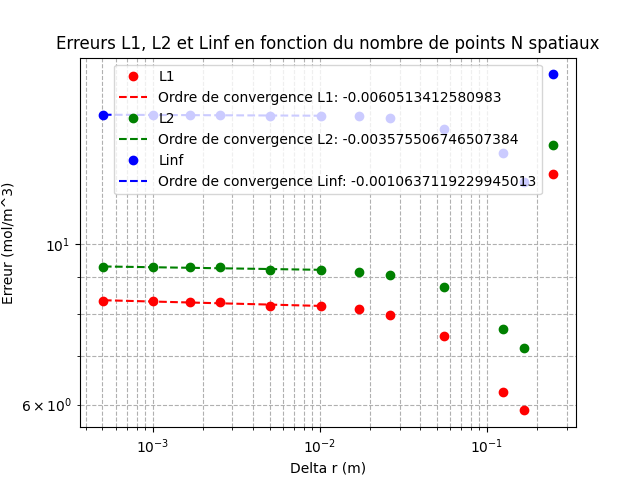 Erreurs L1, L2 et Linf en fonction du nombre de points N spatiaux
L1
Ordre de convergence L1: -0.0060513412580983
L2
Ordre de convergence L2: -0.003575506746507384
Linf
Ordre de convergence Linf: -0.0010637119229945013
Erreur (mol/m^3)
10¹
6 × 10⁰
10⁻³
10⁻²
10⁻¹
Delta r (m)